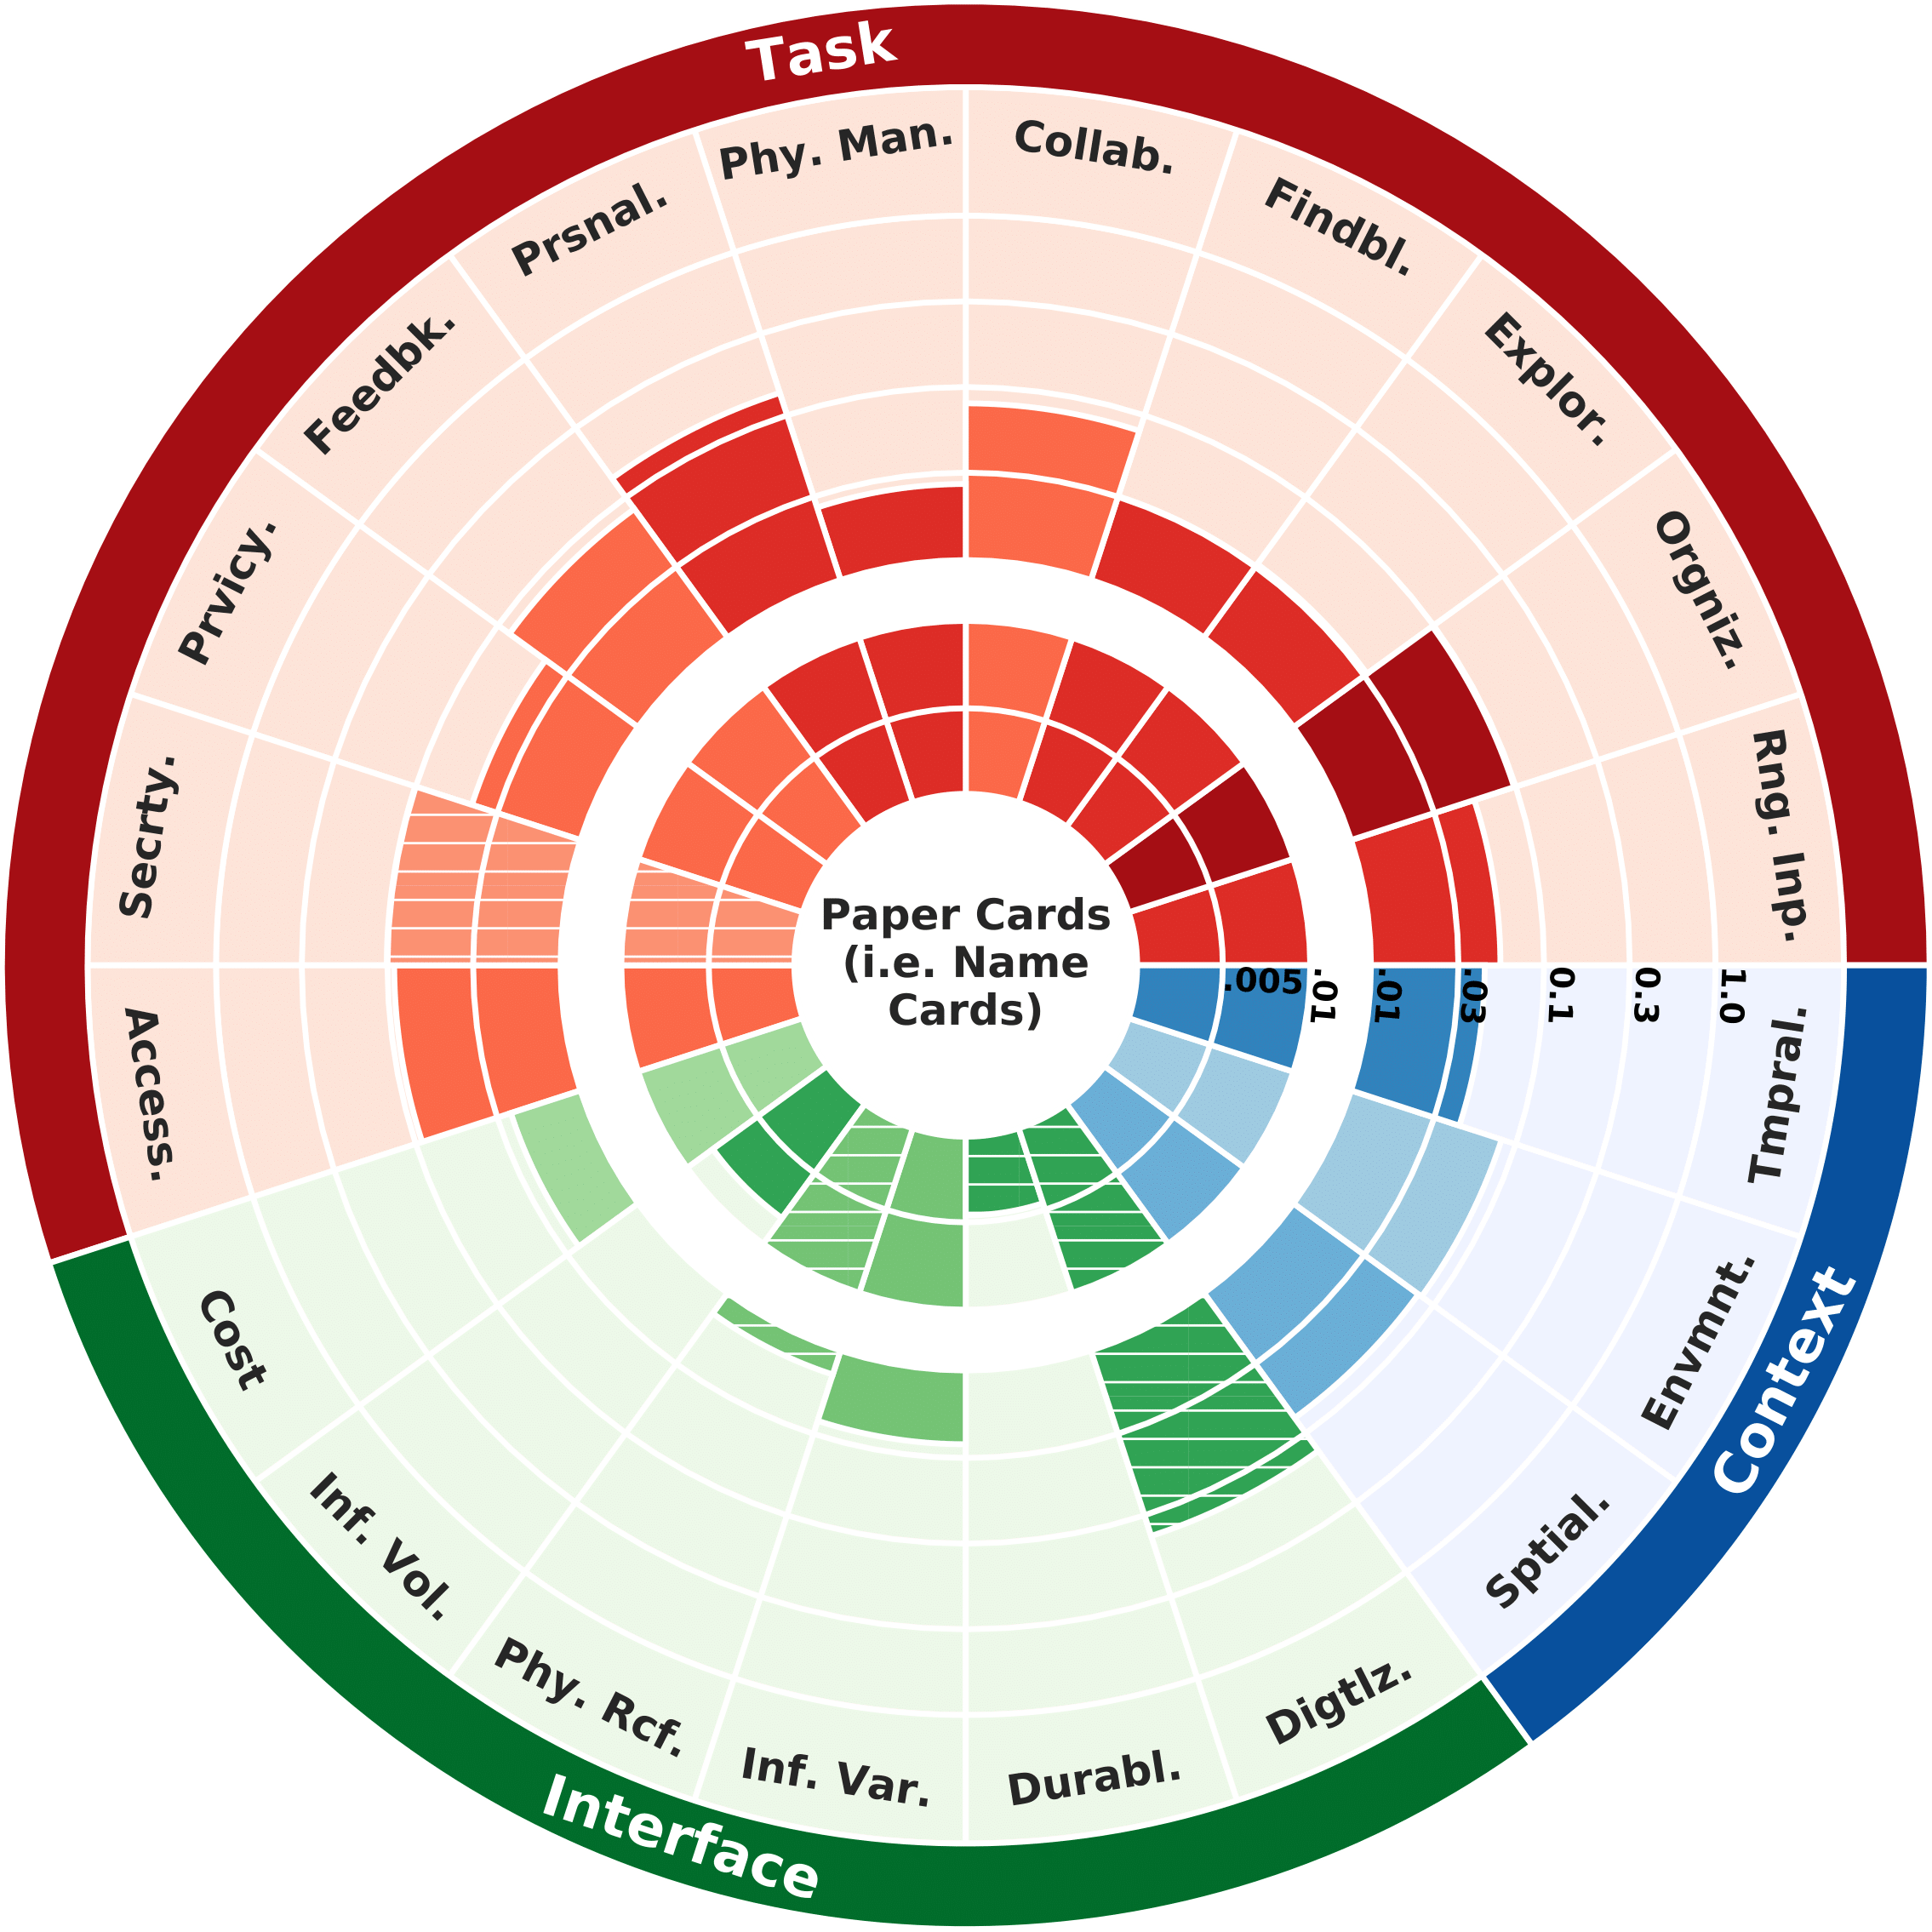 Task
Phy. Man.
Collab.
Prsnal.
Findbl.
Feedbk.
Explor.
Prvicy.
Orgniz.
Secrty.
Rng. Inp.
Paper Cards
(i.e. Name
Cards)
.005
.01
.01
.03
0.1
0.3
1.0
Access.
Tmpral.
Envmnt.
Context
Cost
Sptial.
Inf. Vol.
Phy. Rcf.
Digtlz.
Inf. Var.
Durabl.
Interface